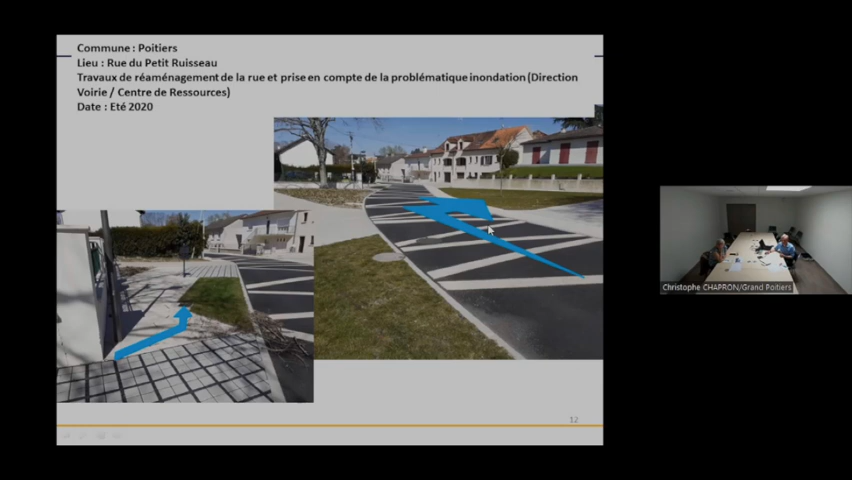 Commune : Poitiers
Lieu : Rue du Petit Ruisseau
Travaux de réaménagement de la rue et prise en compte de la problématique inondation (Direction
Voirie / Centre de Ressources)
Date : Eté 2020
Christophe CHAPRON/Grand Poitiers
12